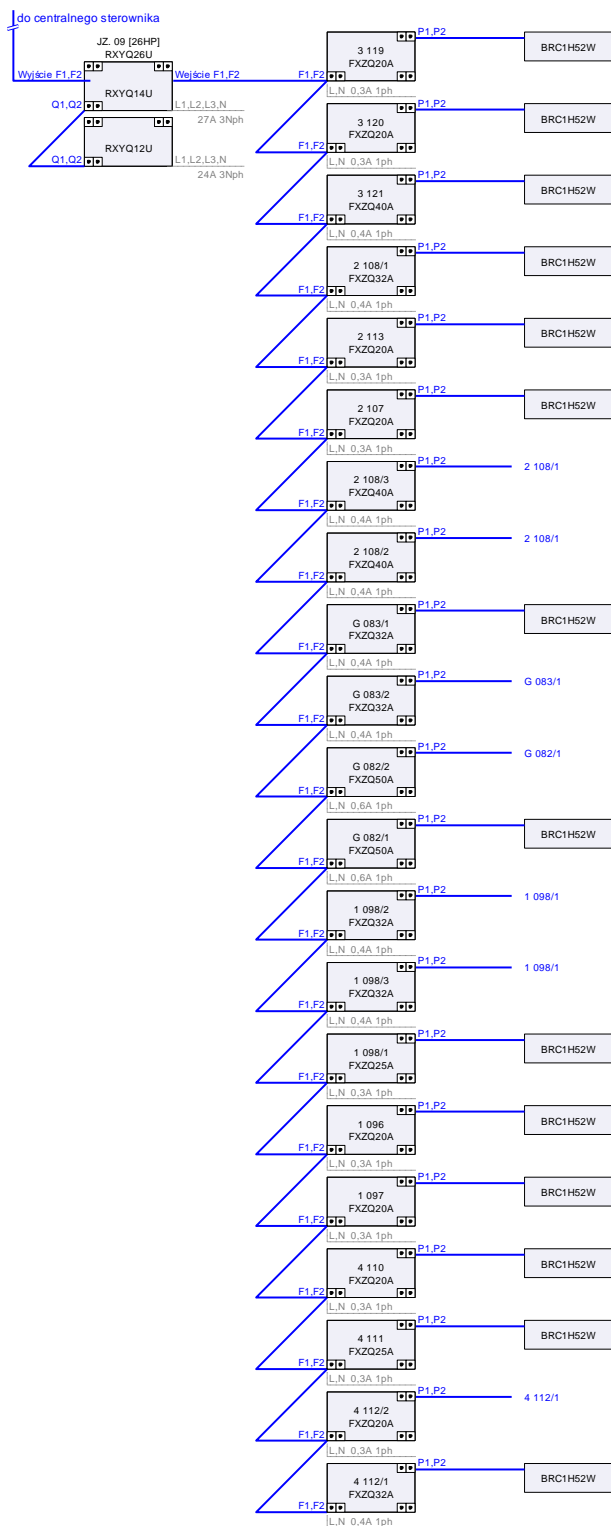 do centralnego sterownika
JZ. 09 [26HP]
RXYQ26U
Wyjście F1,F2
Wejście F1,F2
RXYQ14U
Q1,Q2
L1,L2,L3,N
27A 3Nph
RXYQ12U
Q1,Q2
L1,L2,L3,N
24A 3Nph
P1,P2
3 119
FXZQ20A
BRC1H52W
F1,F2
L,N 0,3A 1ph
P1,P2
3 120
FXZQ20A
BRC1H52W
F1,F2
L,N 0,3A 1ph
P1,P2
3 121
FXZQ40A
BRC1H52W
F1,F2
L,N 0,4A 1ph
P1,P2
2 108/1
FXZQ32A
BRC1H52W
F1,F2
L,N 0,4A 1ph
P1,P2
2 113
FXZQ20A
BRC1H52W
F1,F2
L,N 0,3A 1ph
P1,P2
2 107
FXZQ20A
BRC1H52W
F1,F2
L,N 0,3A 1ph
P1,P2
2 108/3
FXZQ40A
2 108/1
F1,F2
L,N 0,4A 1ph
P1,P2
2 108/2
FXZQ40A
2 108/1
F1,F2
L,N 0,4A 1ph
P1,P2
G 083/1
FXZQ32A
BRC1H52W
F1,F2
L,N 0,4A 1ph
P1,P2
G 083/2
FXZQ32A
G 083/1
F1,F2
L,N 0,4A 1ph
P1,P2
G 082/2
FXZQ50A
G 082/1
F1,F2
L,N 0,6A 1ph
P1,P2
G 082/1
FXZQ50A
BRC1H52W
F1,F2
L,N 0,6A 1ph
P1,P2
1 098/2
FXZQ32A
1 098/1
F1,F2
L,N 0,4A 1ph
P1,P2
1 098/3
FXZQ32A
1 098/1
F1,F2
L,N 0,4A 1ph
P1,P2
1 098/1
FXZQ25A
BRC1H52W
F1,F2
L,N 0,3A 1ph
P1,P2
1 096
FXZQ20A
BRC1H52W
F1,F2
L,N 0,3A 1ph
P1,P2
1 097
FXZQ20A
BRC1H52W
F1,F2
L,N 0,3A 1ph
P1,P2
4 110
FXZQ20A
BRC1H52W
F1,F2
L,N 0,3A 1ph
P1,P2
4 111
FXZQ25A
BRC1H52W
F1,F2
L,N 0,3A 1ph
P1,P2
4 112/2
FXZQ20A
4 112/1
F1,F2
L,N 0,3A 1ph
P1,P2
4 112/1
FXZQ32A
BRC1H52W
F1,F2
L,N 0,4A 1ph